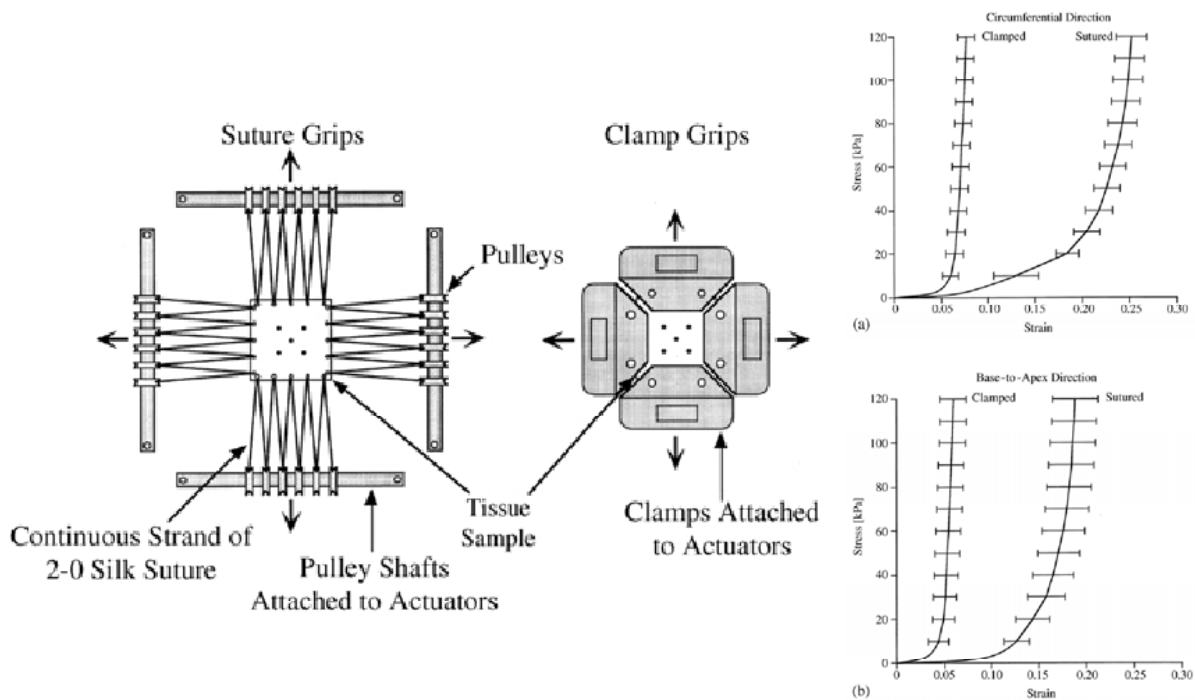 Suture Grips
Pulleys
Continuous Strand of
2-0 Silk Suture
Pulley Shafts
Attached to Actuators
Tissue
Sample
Clamp Grips
Clamps Attached
to Actuators
Circumferential Direction
Clamped
Sutured
Stress [kPa]
120
100
80
60
40
20
0
0.05
0.10
0.15
0.20
0.25
0.30
Strain
(a)
Base-to-Apex Direction
Clamped
Sutured
Stress [kPa]
120
100
80
60
40
20
0
0
0.05
0.10
0.15
0.20
0.25
0.30
Strain
(b)